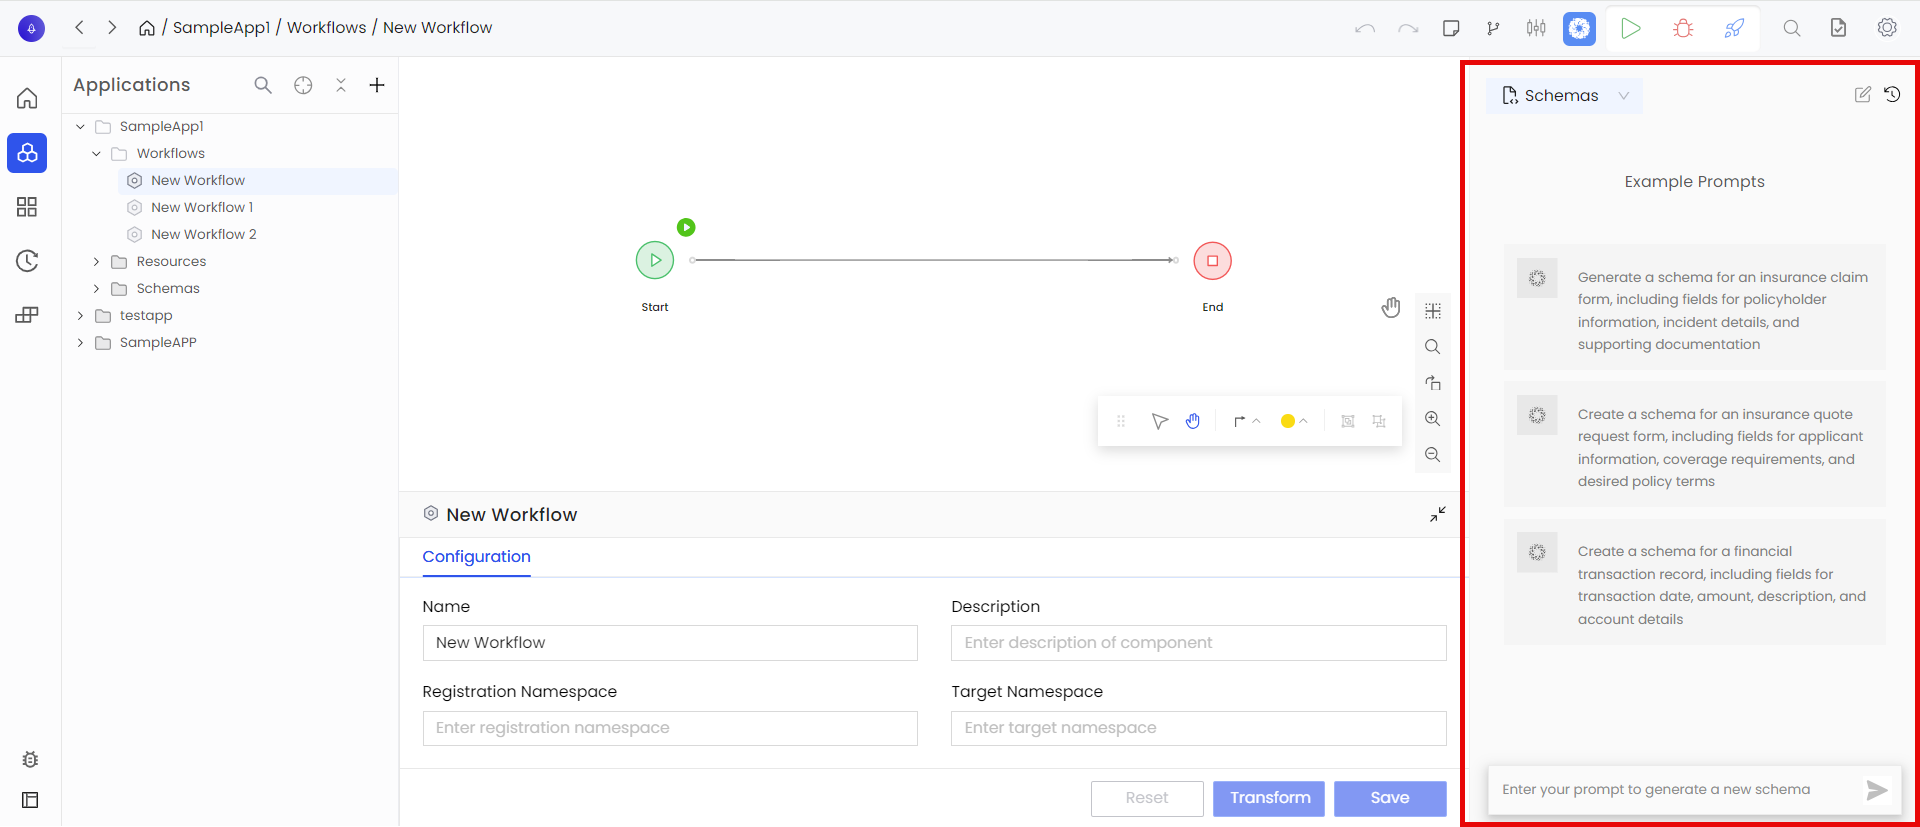 / SampleApp1 / Workflows / New Workflow
Applications
SampleApp1
Workflows
New Workflow
New Workflow 1
New Workflow 2
Resources
Schemas
testapp
SampleAPP
Start
End
New Workflow
Configuration
Name
Description
New Workflow
Enter description of component
Registration Namespace
Target Namespace
Enter registration namespace
Enter target namespace
Reset
Transform
Save
Schemas
Example Prompts
Generate a schema for an insurance claim
form, including fields for policyholder
information, incident details, and
supporting documentation
Create a schema for an insurance quote
request form, including fields for applicant
information, coverage requirements, and
desired policy terms
Create a schema for a financial
transaction record, including fields for
transaction date, amount, description, and
account details
Enter your prompt to generate a new schema